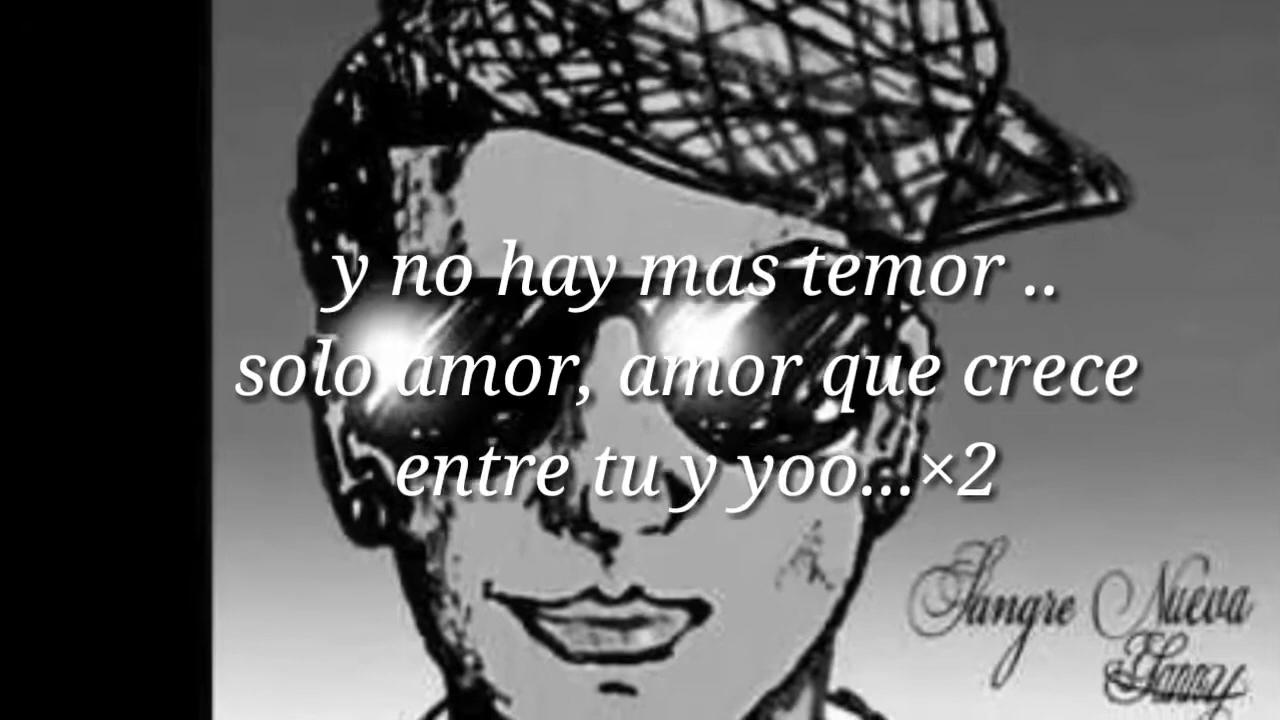 y no hay mas temor ..
solo amor, amor que crece
entre tu y yoo...×2
Sangre Nueva